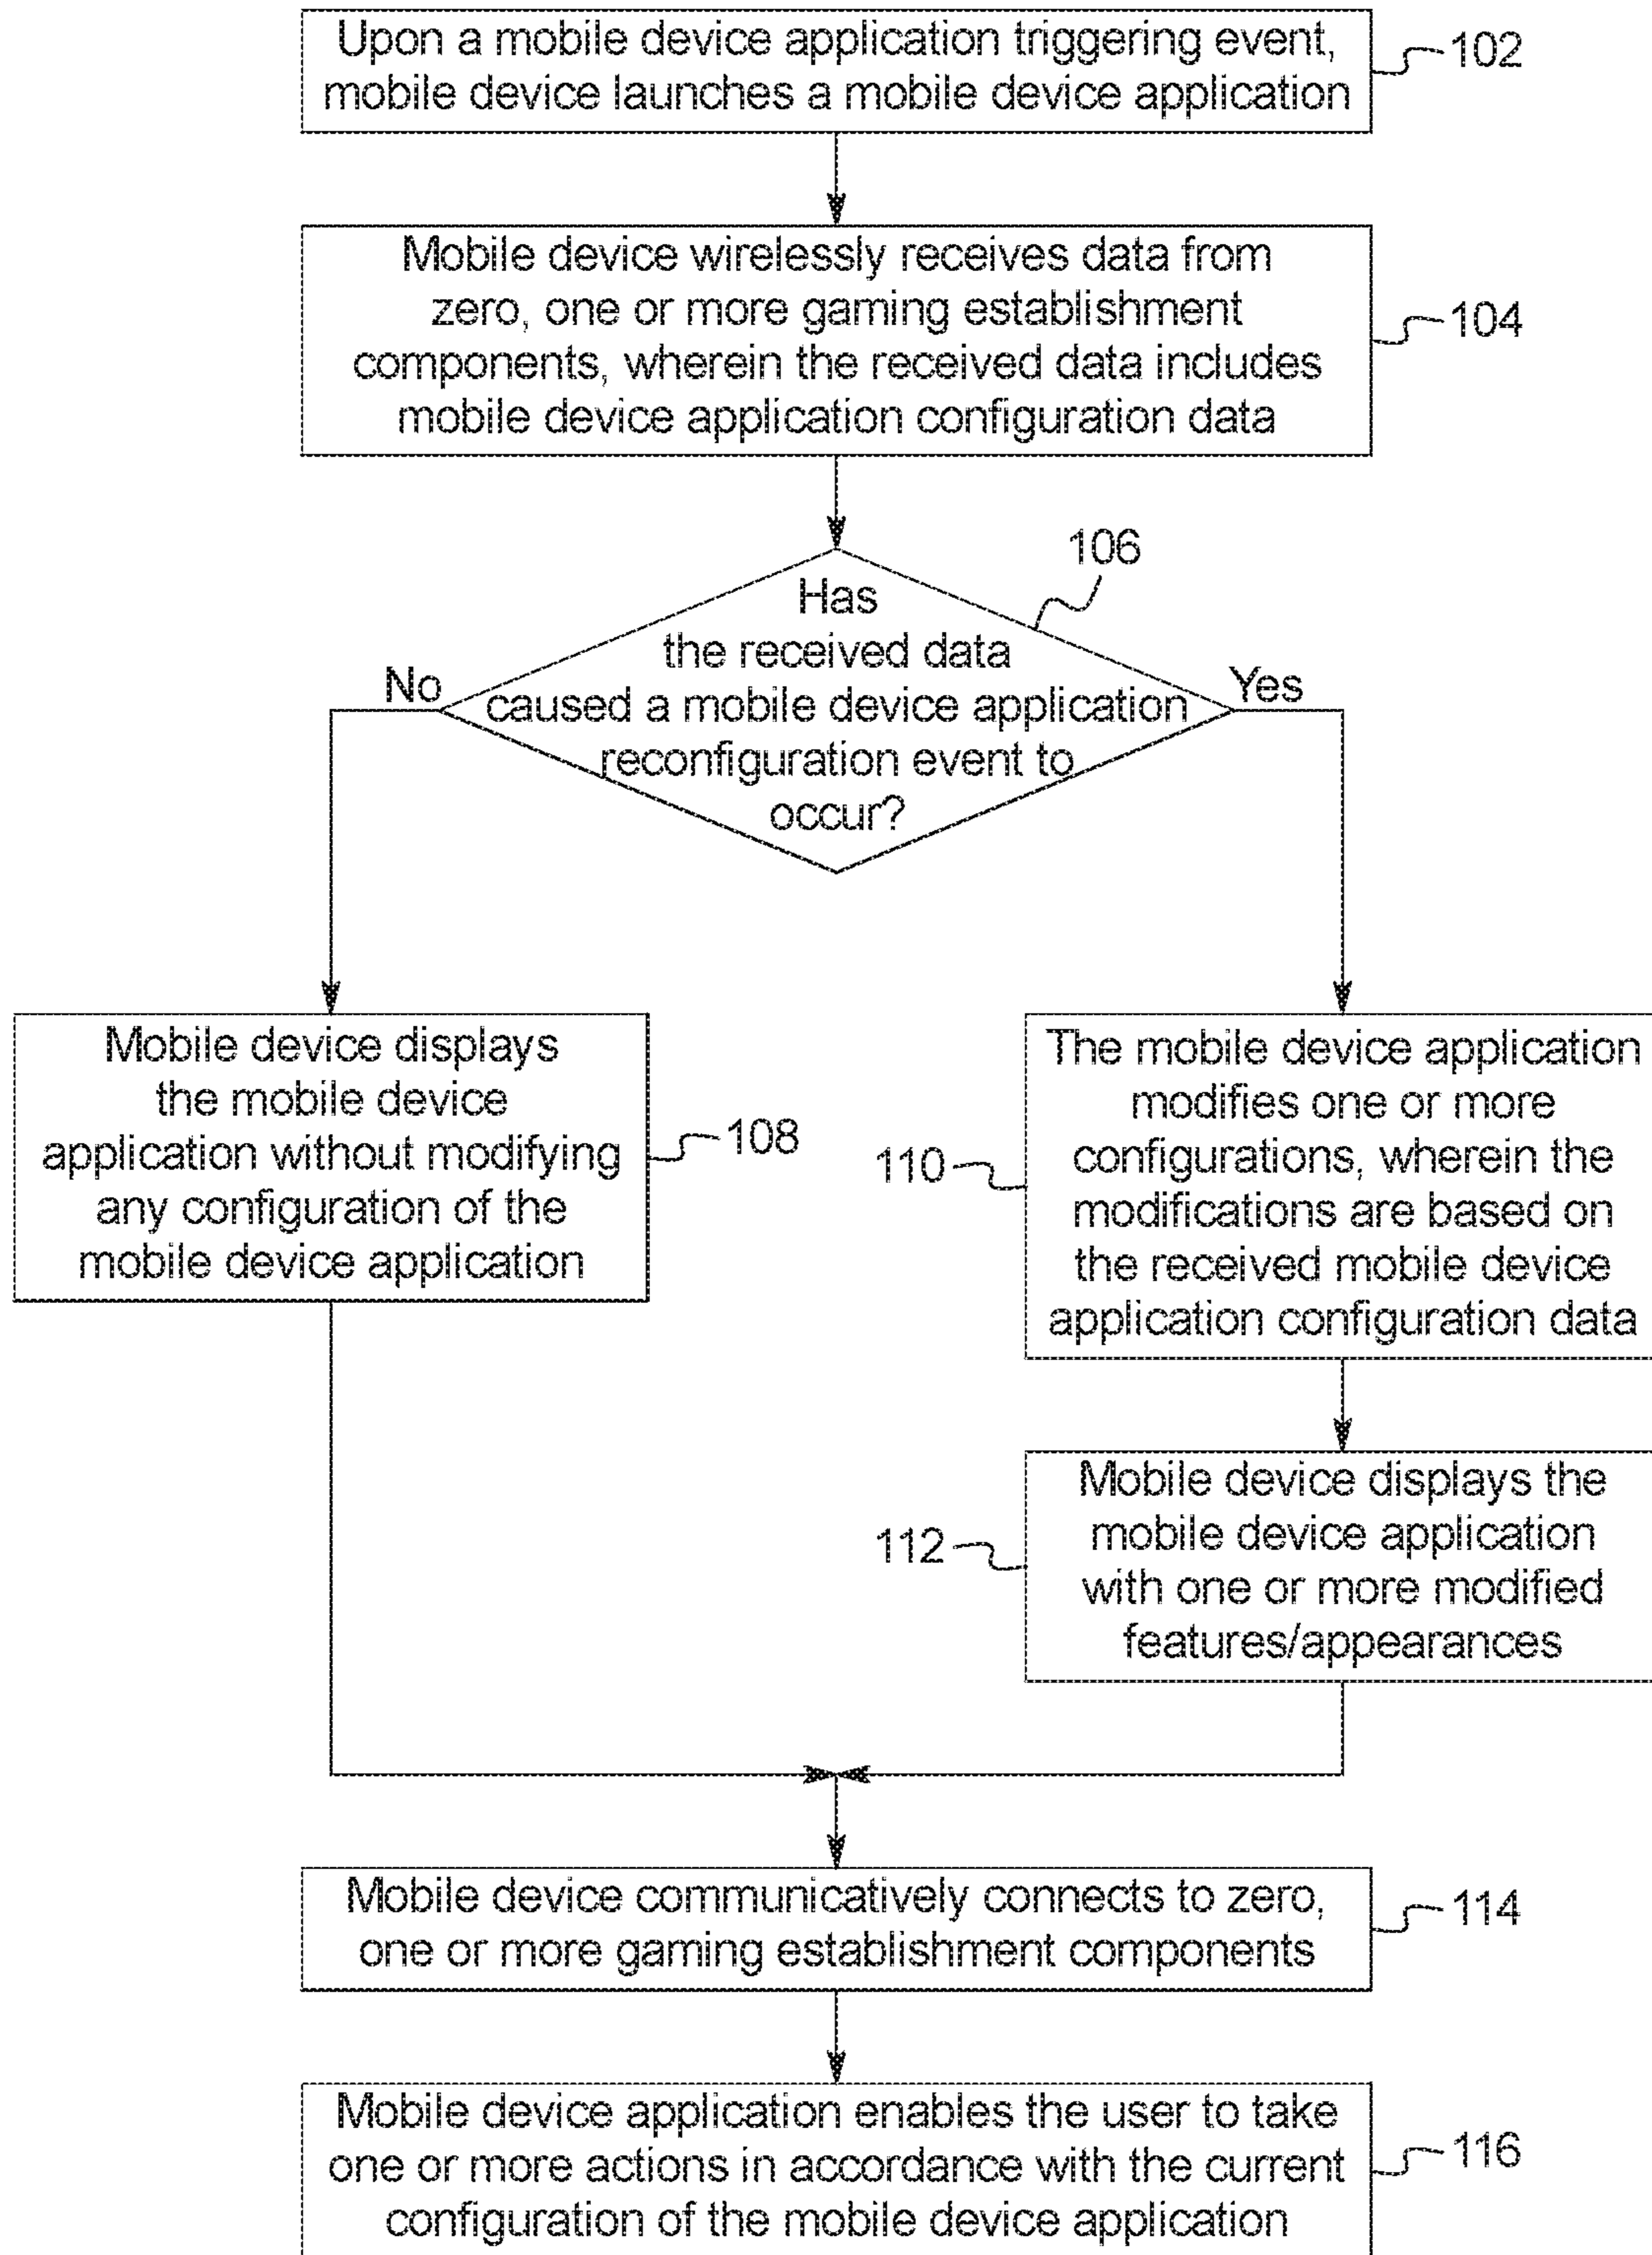 Upon a mobile device application triggering event,
mobile device launches a mobile device application
102
Mobile device wirelessly receives data from
zero, one or more gaming establishment
components, wherein the received data includes
mobile device application configuration data
104
106
Has
the received data
caused a mobile device application
reconfiguration event to
occur?
No
Yes
Mobile device displays
the mobile device
application without modifying
any configuration of the
mobile device application
108
The mobile device application
modifies one or more
configurations, wherein the
modifications are based on
the received mobile device
application configuration data
110
Mobile device displays the
mobile device application
with one or more modified
features/appearances
112
Mobile device communicatively connects to zero,
one or more gaming establishment components
114
Mobile device application enables the user to take
one or more actions in accordance with the current
configuration of the mobile device application
116